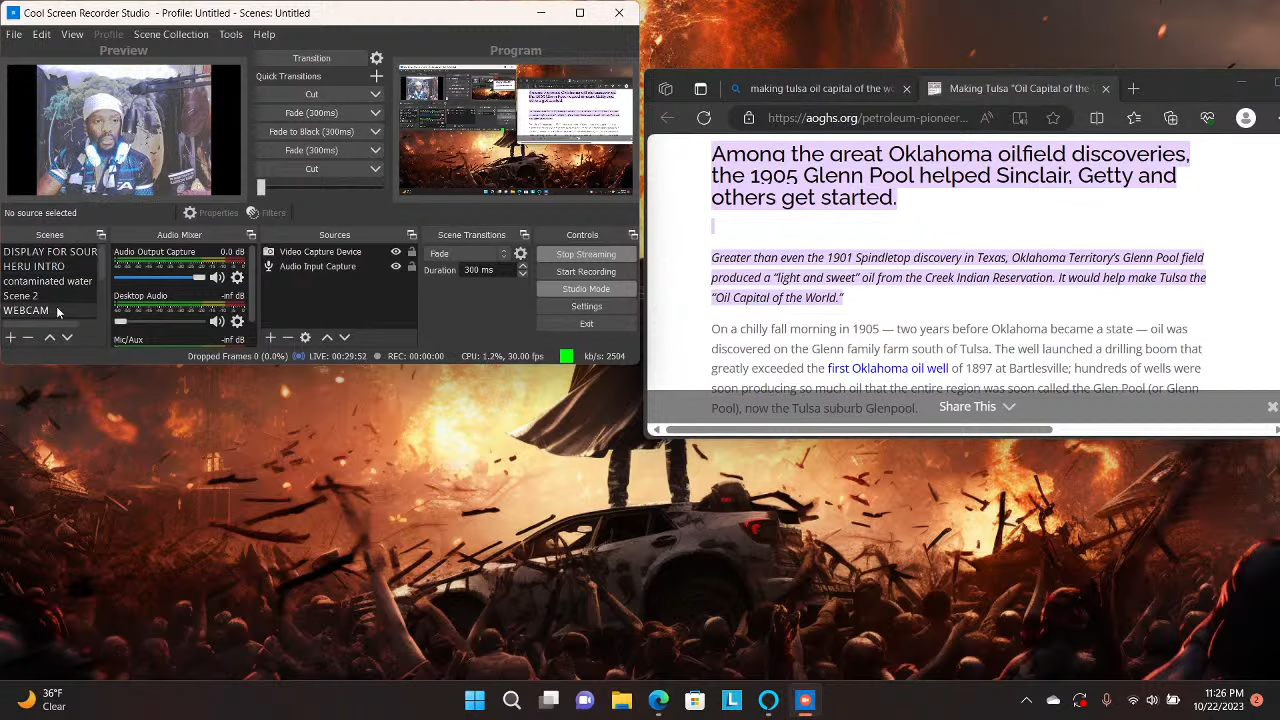 Cool Screen Recorder Studio - Profile: Untitled - Scenes: Untitled
File Edit View Profile Scene Collection Tools Help
Preview
Program
Transition
Quick Transitions
Cut
Fade (300ms)
Cut
Fade (300ms)
Cut
No source selected
Properties
Filters
Scenes
DISPLAY FOR SOUR
HERU INTRO
contaminated water
Scene 2
WEBCAM
Audio Mixer
Audio Output Capture 0.0 dB
Desktop Audio -inf dB
Mic/Aux -inf dB
Sources
Video Capture Device
Audio Input Capture
Scene Transitions
Fade
Duration 300 ms
Controls
Stop Streaming
Start Recording
Studio Mode
Settings
Exit
Dropped Frames 0 (0.0%) LIVE: 00:29:52 REC: 00:00:00 CPU: 1.2%, 30.00 fps kb/s: 2504
making tulsa oil capital of the wo
Making Tulsa "Oil Capital of the
https://aoghs.org/petroleum-pioneer
Among the great Oklahoma oilfield discoveries,
the 1905 Glenn Pool helped Sinclair, Getty and
others get started.
Greater than even the 1901 Spindletop discovery in Texas, Oklahoma Territory's Glenn Pool field
produced a "light and sweet" oil from the Creek Indian Reservation. It would help make Tulsa the
"Oil Capital of the World."
On a chilly fall morning in 1905 — two years before Oklahoma became a state — oil was
discovered on the Glenn family farm south of Tulsa. The well launched a drilling boom that
greatly exceeded the first Oklahoma oil well of 1897 at Bartlesville; hundreds of wells were
soon producing so much oil that the entire region was soon called the Glen Pool (or Glenn
Pool), now the Tulsa suburb Glenpool.
Share This
36°F
Clear
11:26 PM
10/22/2023
2